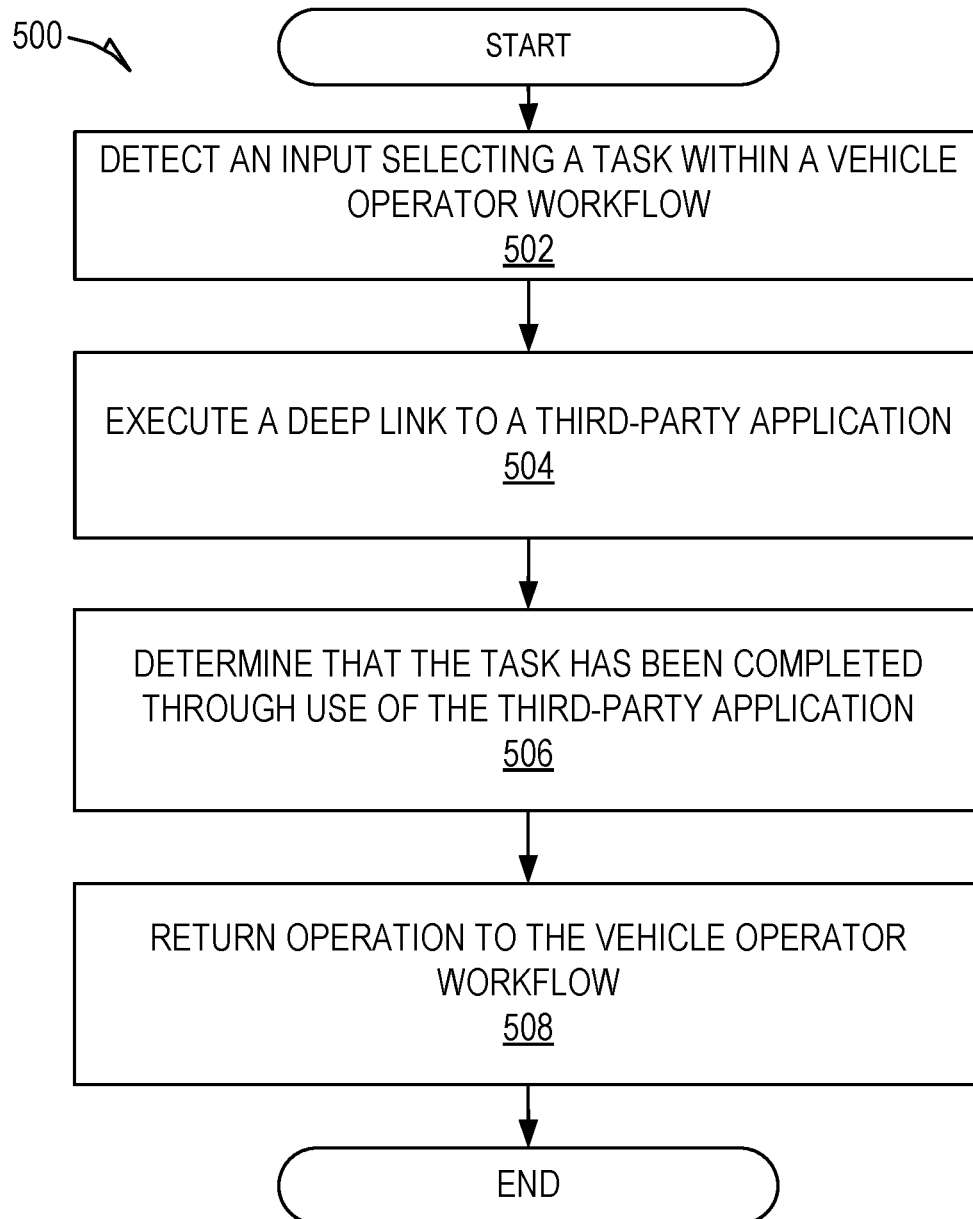 500
START
DETECT AN INPUT SELECTING A TASK WITHIN A VEHICLE
OPERATOR WORKFLOW
502
EXECUTE A DEEP LINK TO A THIRD-PARTY APPLICATION
504
DETERMINE THAT THE TASK HAS BEEN COMPLETED
THROUGH USE OF THE THIRD-PARTY APPLICATION
506
RETURN OPERATION TO THE VEHICLE OPERATOR
WORKFLOW
508
END